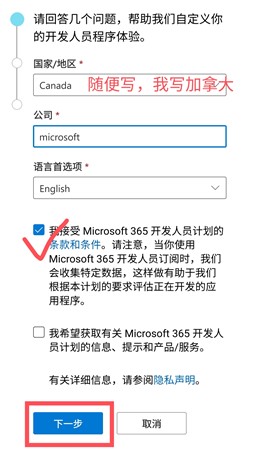 请回答几个问题，帮助我们自定义你
的开发人员程序体验。
国家/地区 *
Canada
随便写，我写加拿大
公司 *
microsoft
语言首选项 *
English
我接受 Microsoft 365 开发人员计划的
条款和条件。请注意，当你使用
Microsoft 365 开发人员订阅时，我们
会收集特定数据，这样做有助于我们
根据本计划的要求评估正在开发的应
用程序。
我希望获取有关 Microsoft 365 开发人
员计划的信息、提示和产品/服务。
有关详细信息，请参阅隐私声明。
下一步
取消